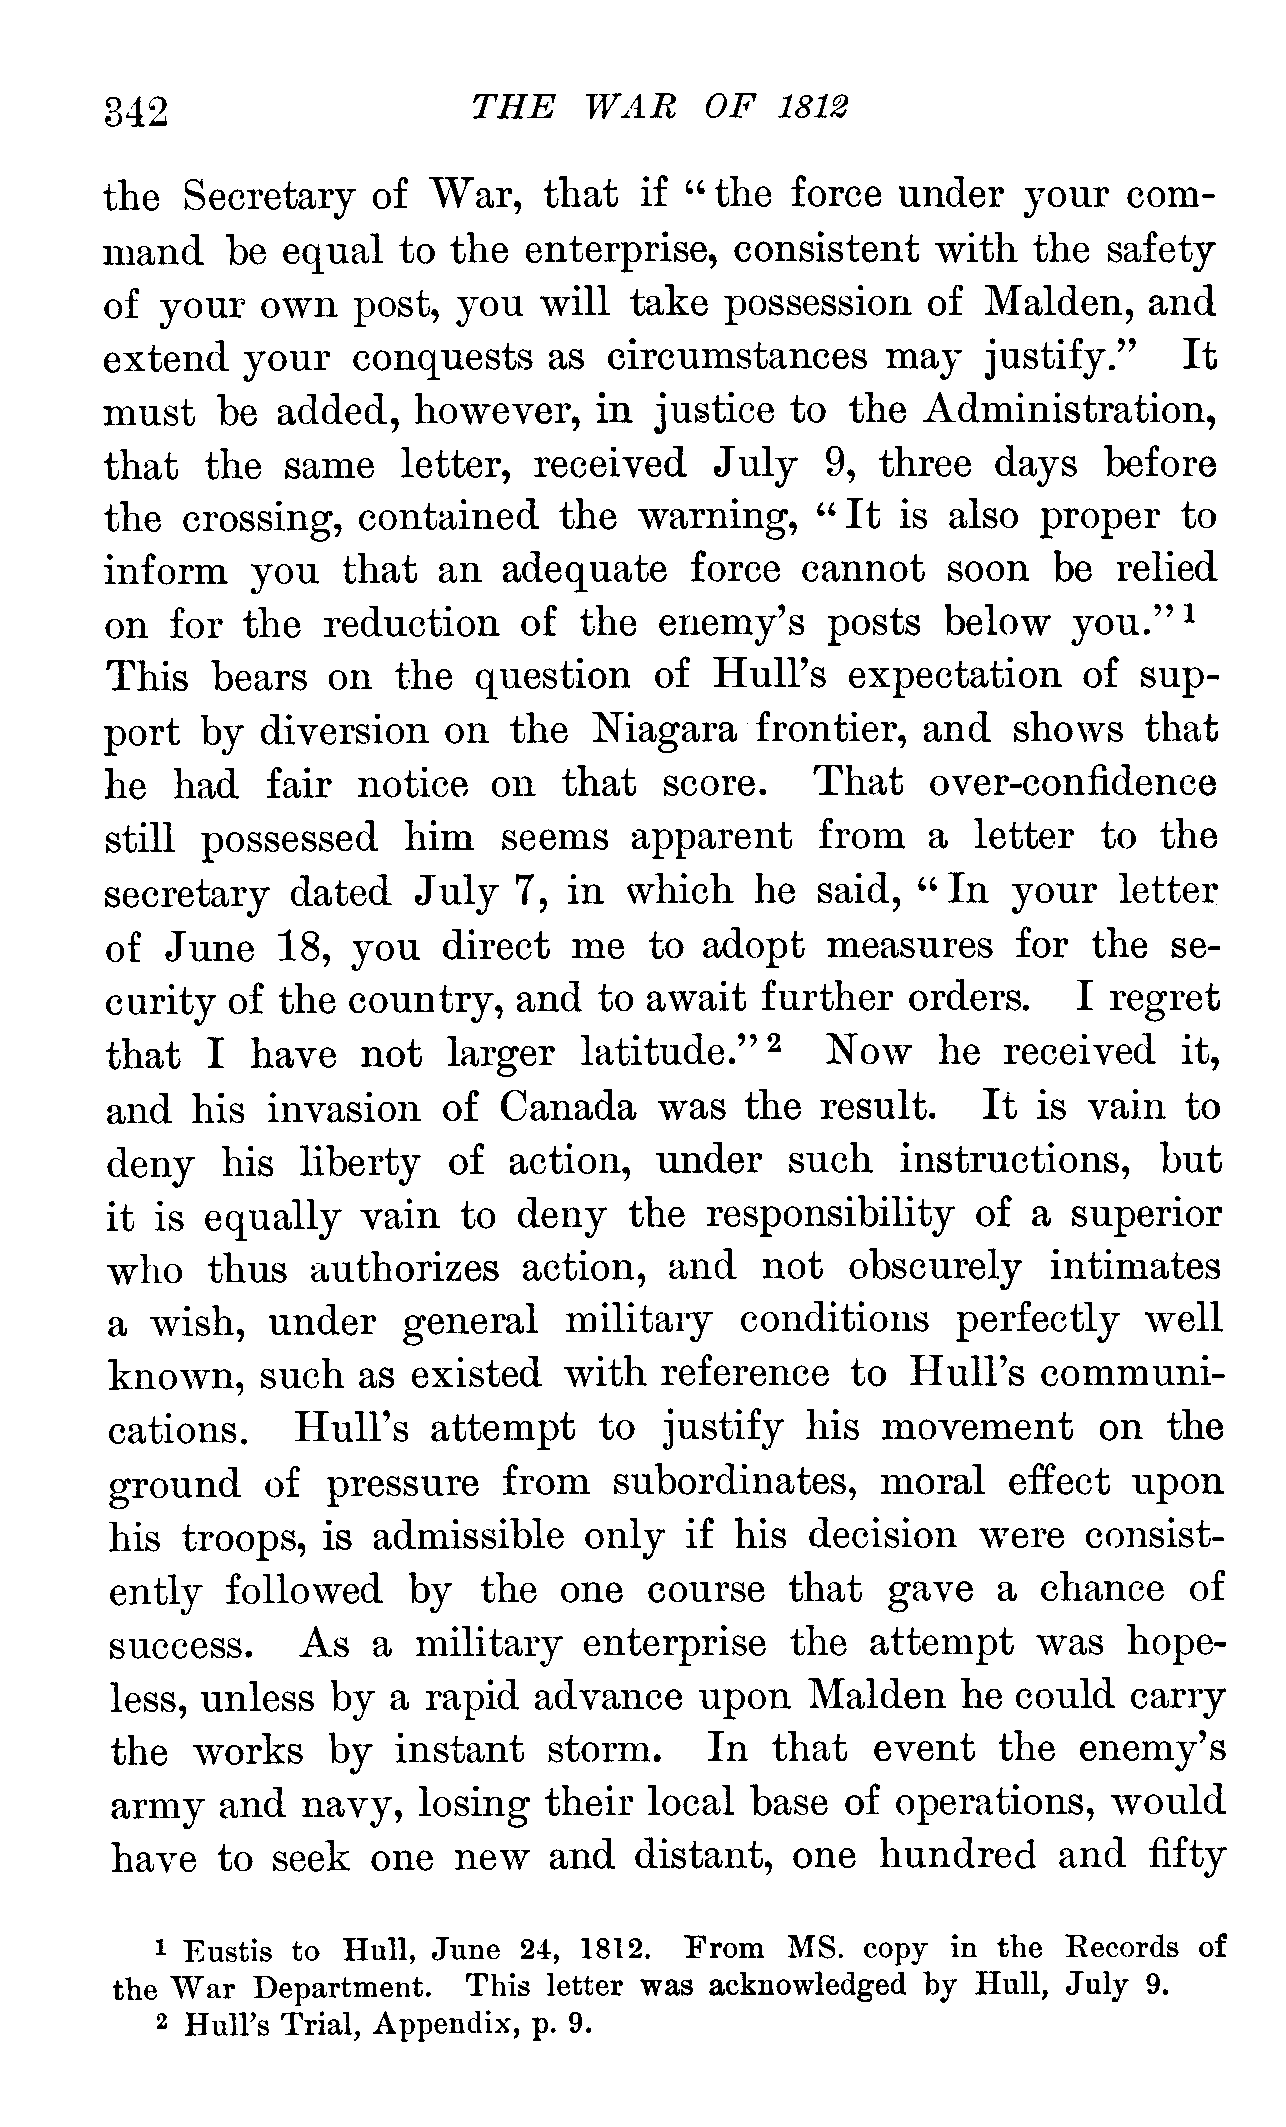 342 THE WAR OF 1812
the Secretary of War, that if “the force under your com-
mand be equal to the enterprise, consistent with the safety
of your own post, you will take possession of Malden, and
extend your conquests as circumstances may justify.” It
must be added, however, in justice to the Administration,
that the same letter, received July 9, three days before
the crossing, contained the warning, “It is also proper to
inform you that an adequate force cannot soon be relied
on for the reduction of the enemy’s posts below you.” 1
This bears on the question of Hull’s expectation of sup-
port by diversion on the Niagara frontier, and shows that
he had fair notice on that score. That over-confidence
still possessed him seems apparent from a letter to the
secretary dated July 7, in which he said, “In your letter
of June 18, you direct me to adopt measures for the se-
curity of the country, and to await further orders. I regret
that I have not larger latitude.” 2 Now he received it,
and his invasion of Canada was the result. It is vain to
deny his liberty of action, under such instructions, but
it is equally vain to deny the responsibility of a superior
who thus authorizes action, and not obscurely intimates
a wish, under general military conditions perfectly well
known, such as existed with reference to Hull’s communi-
cations. Hull’s attempt to justify his movement on the
ground of pressure from subordinates, moral effect upon
his troops, is admissible only if his decision were consist-
ently followed by the one course that gave a chance of
success. As a military enterprise the attempt was hope-
less, unless by a rapid advance upon Malden he could carry
the works by instant storm. In that event the enemy’s
army and navy, losing their local base of operations, would
have to seek one new and distant, one hundred and fifty
1 Eustis to Hull, June 24, 1812. From MS. copy in the Records of
the War Department. This letter was acknowledged by Hull, July 9.
2 Hull’s Trial, Appendix, p. 9.